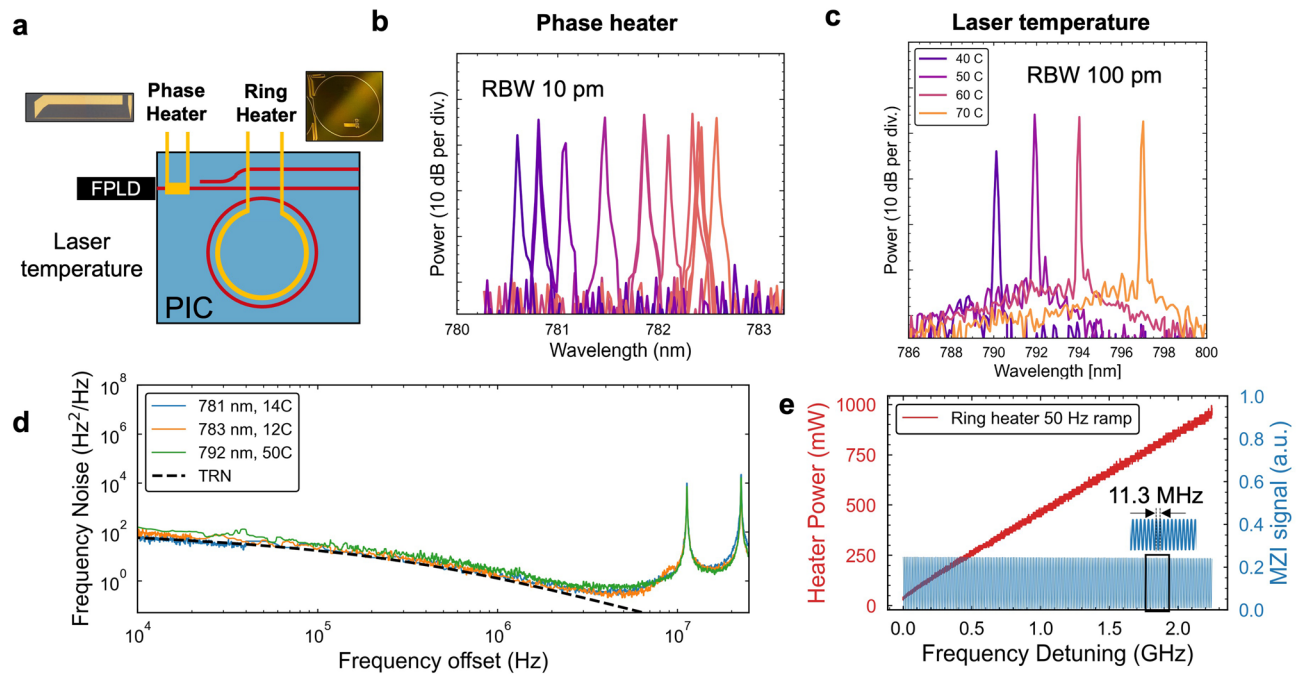 a
Phase
Heater
Ring
Heater
FPLD
Laser
temperature
PIC
b
Phase heater
RBW 10 pm
Power (10 dB per div.)
780
781
782
783
Wavelength (nm)
c
Laser temperature
40 C
50 C
60 C
70 C
RBW 100 pm
Power (10 dB per div.)
786
788
790
792
794
796
798
800
Wavelength [nm]
d
781 nm, 14C
783 nm, 12C
792 nm, 50C
TRN
Frequency Noise (Hz²/Hz)
10⁸
10⁶
10⁴
10²
10⁰
10⁴
10⁵
10⁶
10⁷
Frequency offset (Hz)
e
Ring heater 50 Hz ramp
11.3 MHz
Heater Power (mW)
1000
750
500
250
0
MZI signal (a.u.)
1.0
0.8
0.6
0.4
0.2
0.0
0.0
0.5
1.0
1.5
2.0
Frequency Detuning (GHz)